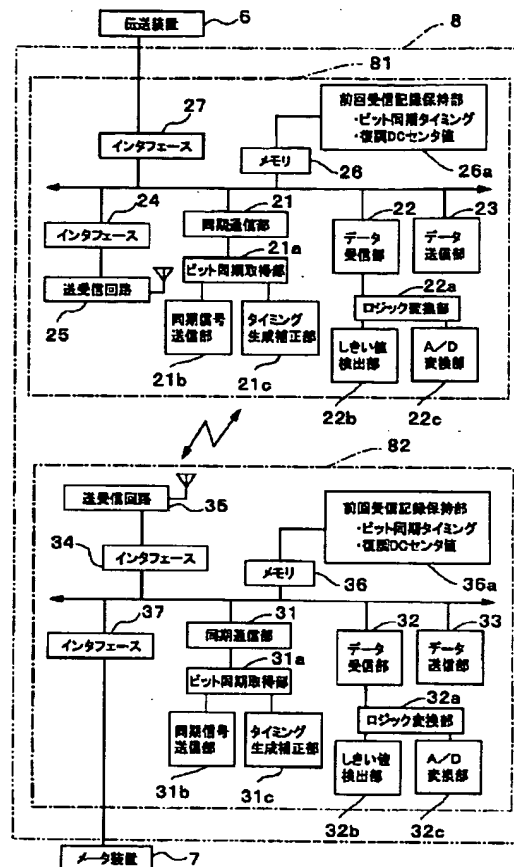 伝送装置
6
8
81
27
インタフェース
前回受信記録保持部
・ビット同期タイミング
・復調DCセンタ値
メモリ
26
26a
24
インタフェース
21
同期通信部
22
データ
受信部
23
データ
送信部
送受信回路
25
21a
ビット同期取得部
22a
ロジック変換部
同期信号
送信部
タイミング
生成補正部
しきい値
検出部
A/D
変換部
21b
21c
22b
22c
82
送受信回路
35
34
インタフェース
前回受信記録保持部
・ビット同期タイミング
・復調DCセンタ値
メモリ
36
36a
37
インタフェース
31
同期通信部
32
データ
受信部
33
データ
送信部
31a
ビット同期取得部
32a
ロジック変換部
同期信号
送信部
タイミング
生成補正部
しきい値
検出部
A/D
変換部
31b
31c
32b
32c
メータ装置
7